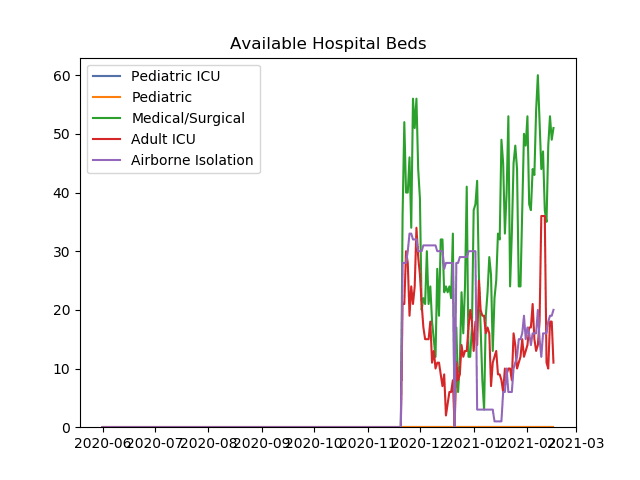 Available Hospital Beds
60
50
40
30
20
10
0
Pediatric ICU
Pediatric
Medical/Surgical
Adult ICU
Airborne Isolation
2020-06 2020-07 2020-08 2020-09 2020-10 2020-11 2020-12 2021-01 2021-02 2021-03